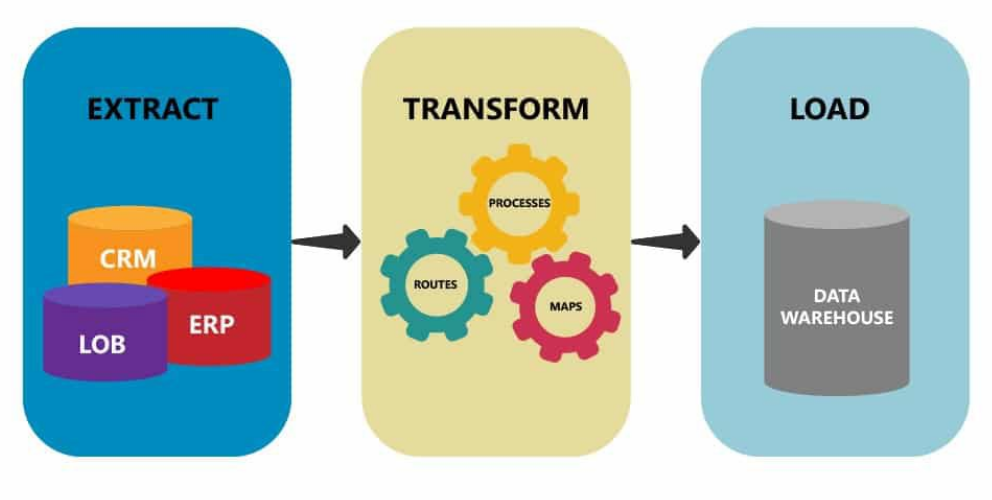 EXTRACT
CRM
ERP
LOB
TRANSFORM
PROCESSES
ROUTES
MAPS
LOAD
DATA
WAREHOUSE